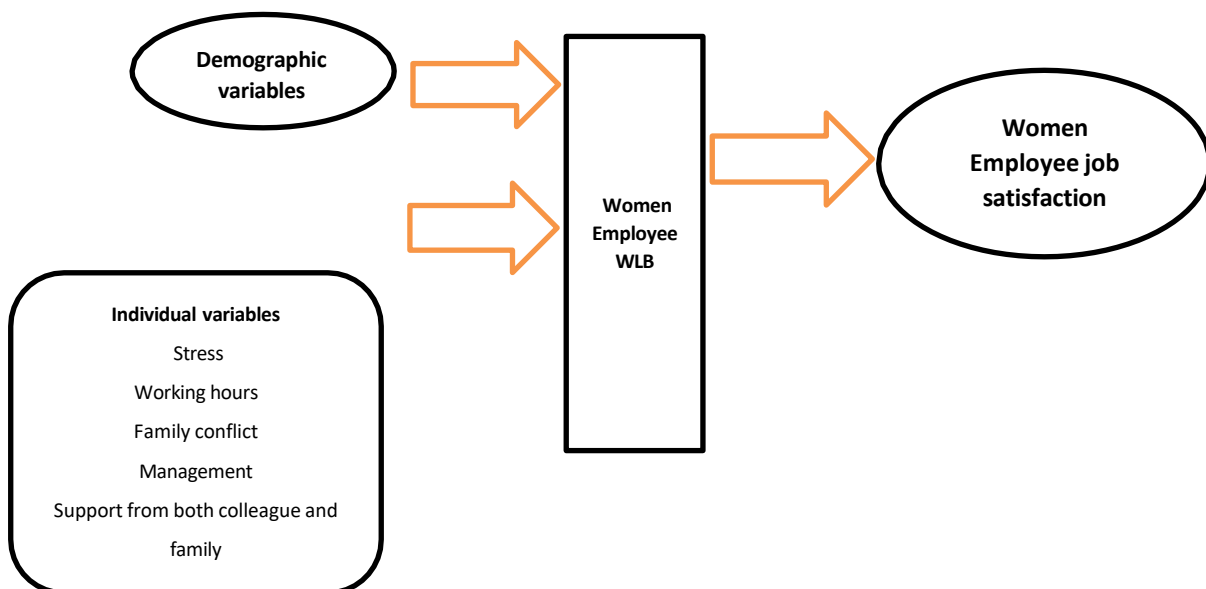 Demographic
variables
Women
Employee
WLB
Women
Employee job
satisfaction
Individual variables
Stress
Working hours
Family conflict
Management
Support from both colleague and
family